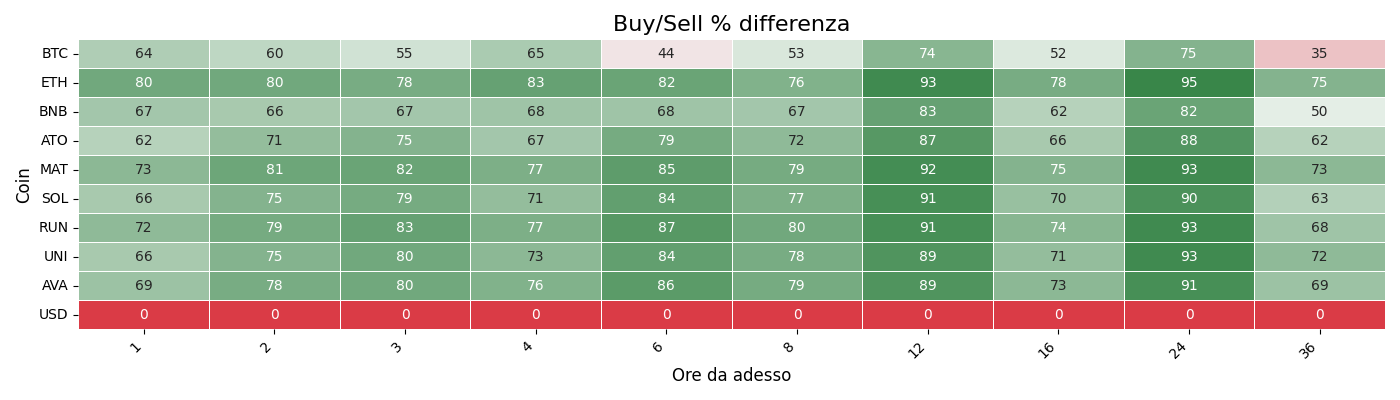 Buy/Sell % differenza
Coin
BTC 64 60 55 65 44 53 74 52 75 35
ETH 80 80 78 83 82 76 93 78 95 75
BNB 67 66 67 68 68 67 83 62 82 50
ATO 62 71 75 67 79 72 87 66 88 62
MAT 73 81 82 77 85 79 92 75 93 73
SOL 66 75 79 71 84 77 91 70 90 63
RUN 72 79 83 77 87 80 91 74 93 68
UNI 66 75 80 73 84 78 89 71 93 72
AVA 69 78 80 76 86 79 89 73 91 69
USD 0 0 0 0 0 0 0 0 0 0
1 2 3 4 6 8 12 16 24 36
Ore da adesso